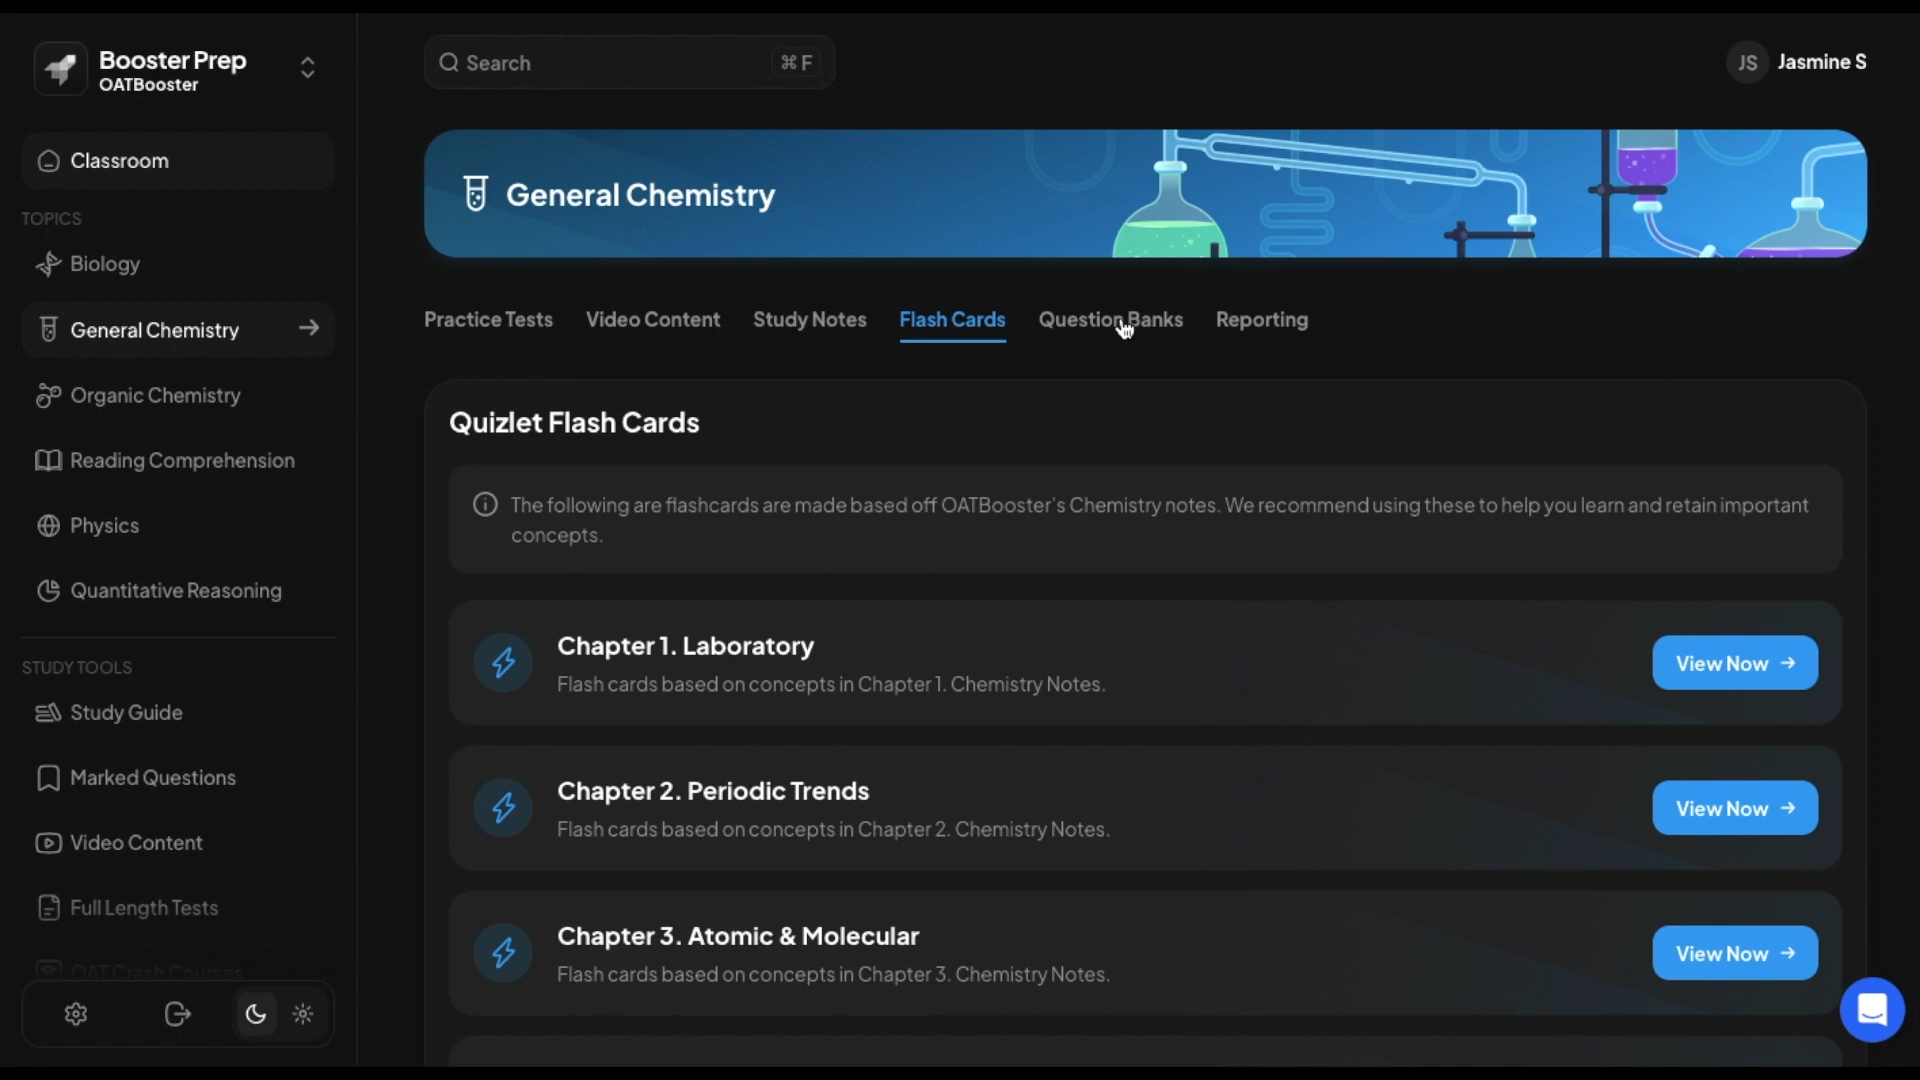 Booster Prep
OATBooster
Search
⌘ F
JS
Jasmine S
Classroom
TOPICS
Biology
General Chemistry
Organic Chemistry
Reading Comprehension
Physics
Quantitative Reasoning
STUDY TOOLS
Study Guide
Marked Questions
Video Content
Full Length Tests
OAT Crash Courses
General Chemistry
Practice Tests
Video Content
Study Notes
Flash Cards
Question Banks
Reporting
Quizlet Flash Cards
The following are flashcards are made based off OATBooster's Chemistry notes. We recommend using these to help you learn and retain important
concepts.
Chapter 1. Laboratory
Flash cards based on concepts in Chapter 1. Chemistry Notes.
View Now
Chapter 2. Periodic Trends
Flash cards based on concepts in Chapter 2. Chemistry Notes.
View Now
Chapter 3. Atomic & Molecular
Flash cards based on concepts in Chapter 3. Chemistry Notes.
View Now